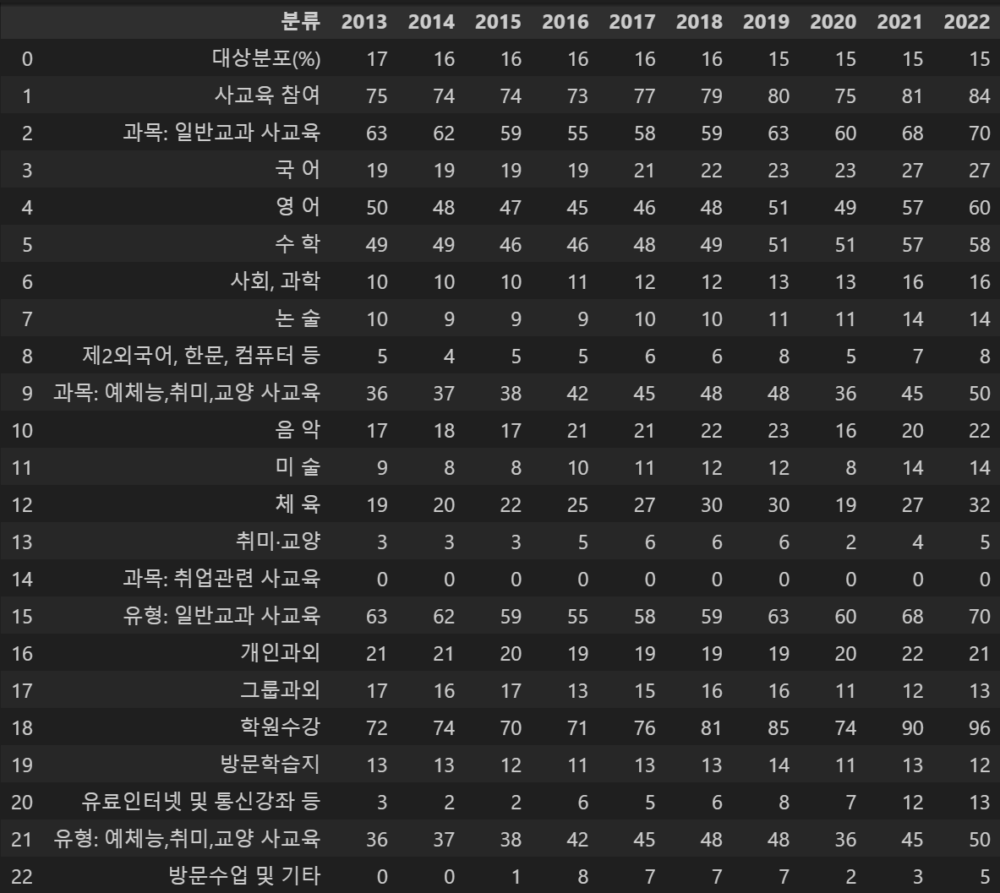 분류 2013 2014 2015 2016 2017 2018 2019 2020 2021 2022
0 대상분포(%) 17 16 16 16 16 16 15 15 15 15
1 사교육 참여 75 74 74 73 77 79 80 75 81 84
2 과목: 일반교과 사교육 63 62 59 55 58 59 63 60 68 70
3 국 어 19 19 19 19 21 22 23 23 27 27
4 영 어 50 48 47 45 46 48 51 49 57 60
5 수 학 49 49 46 46 48 49 51 51 57 58
6 사회, 과학 10 10 10 11 12 12 13 13 16 16
7 논 술 10 9 9 9 10 10 11 11 14 14
8 제2외국어, 한문, 컴퓨터 등 5 4 5 5 6 6 8 5 7 8
9 과목: 예체능,취미,교양 사교육 36 37 38 42 45 48 48 36 45 50
10 음 악 17 18 17 21 21 22 23 16 20 22
11 미 술 9 8 8 10 11 12 12 8 14 14
12 체 육 19 20 22 25 27 30 30 19 27 32
13 취미·교양 3 3 3 5 6 6 6 2 4 5
14 과목: 취업관련 사교육 0 0 0 0 0 0 0 0 0 0
15 유형: 일반교과 사교육 63 62 59 55 58 59 63 60 68 70
16 개인과외 21 21 20 19 19 19 19 20 22 21
17 그룹과외 17 16 17 13 15 16 16 11 12 13
18 학원수강 72 74 70 71 76 81 85 74 90 96
19 방문학습지 13 13 12 11 13 13 14 11 13 12
20 유료인터넷 및 통신강좌 등 3 2 2 6 5 6 8 7 12 13
21 유형: 예체능,취미,교양 사교육 36 37 38 42 45 48 48 36 45 50
22 방문수업 및 기타 0 0 1 8 7 7 7 2 3 5